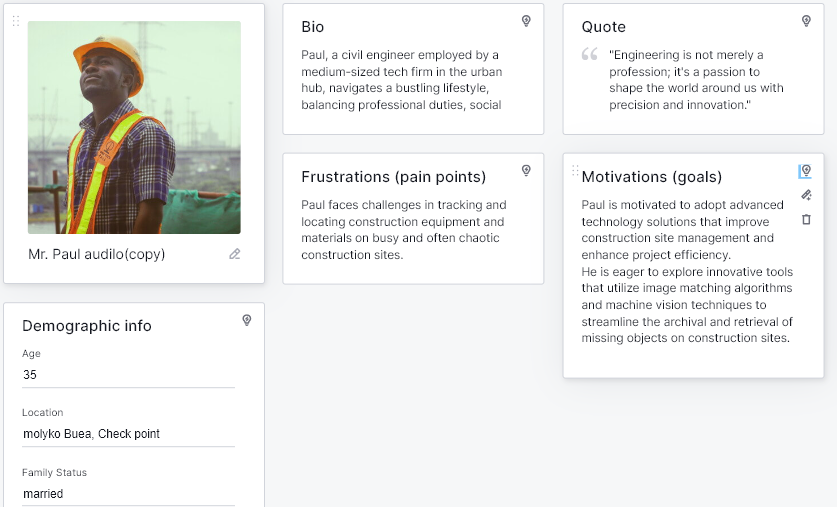 Mr. Paul audilo(copy)
Bio
Paul, a civil engineer employed by a
medium-sized tech firm in the urban
hub, navigates a bustling lifestyle,
balancing professional duties, social
Quote
"Engineering is not merely a
profession; it's a passion to
shape the world around us with
precision and innovation."
Frustrations (pain points)
Paul faces challenges in tracking and
locating construction equipment and
materials on busy and often chaotic
construction sites.
Motivations (goals)
Paul is motivated to adopt advanced
technology solutions that improve
construction site management and
enhance project efficiency.
He is eager to explore innovative tools
that utilize image matching algorithms
and machine vision techniques to
streamline the archival and retrieval of
missing objects on construction sites.
Demographic info
Age
35
Location
molyko Buea, Check point
Family Status
married